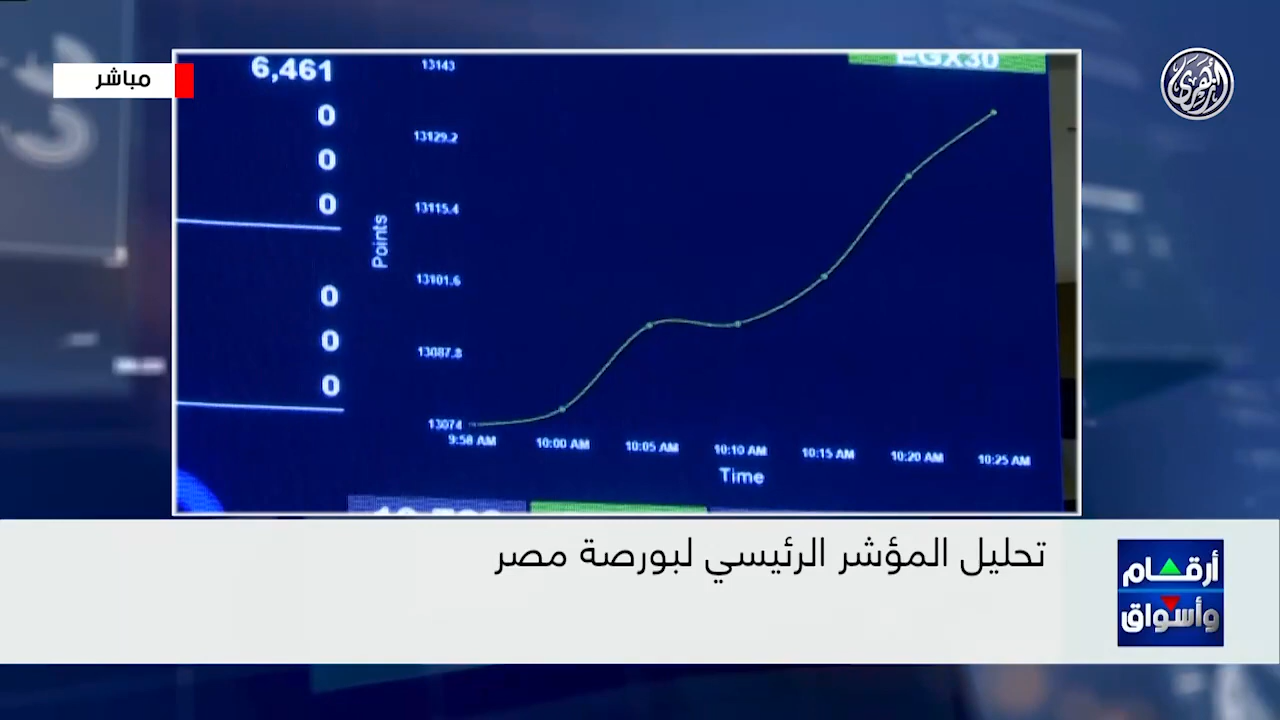 مباشر
EGX30
6,461
0
0
0
0
0
0
13143
13129.2
13115.4
13101.6
13087.8
13074
Points
9:58 AM
10:00 AM
10:05 AM
10:10 AM
10:15 AM
10:20 AM
10:25 AM
Time
تحليل المؤشر الرئيسي لبورصة مصر
أرقام
وأسواق